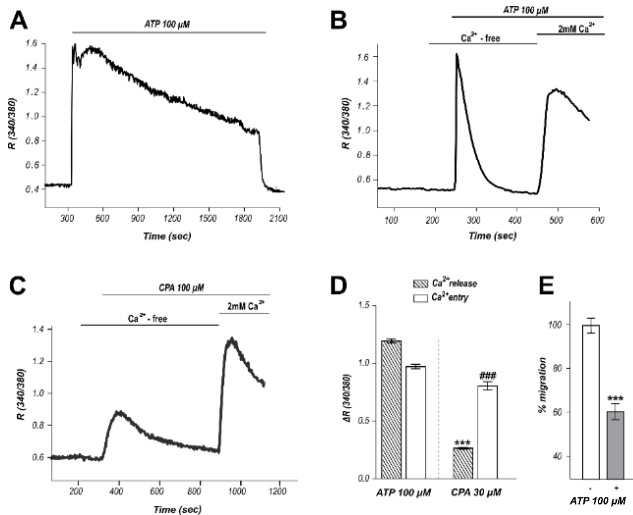 A
ATP 100 µM
1.6
1.4
1.2
1.0
0.8
0.6
0.4
R (340/380)
300 600 900 1200 1500 1800 2100
Time (sec)
B
ATP 100 µM
Ca²⁺ - free
2mM Ca²⁺
1.6
1.4
1.2
1.0
0.8
0.6
R (340/380)
100 200 300 400 500 600
Time (sec)
C
CPA 100 µM
Ca²⁺ - free
2mM Ca²⁺
1.4
1.2
1.0
0.8
0.6
R (340/380)
200 400 600 800 1000 1200
Time (sec)
D
Ca²⁺release
Ca²⁺entry
1.5
1.2
0.5
0.0
ΔR (340/380)
***
###
ATP 100 µM CPA 30 µM
E
100
80
60
40
% migration
***
- +
ATP 100 µM